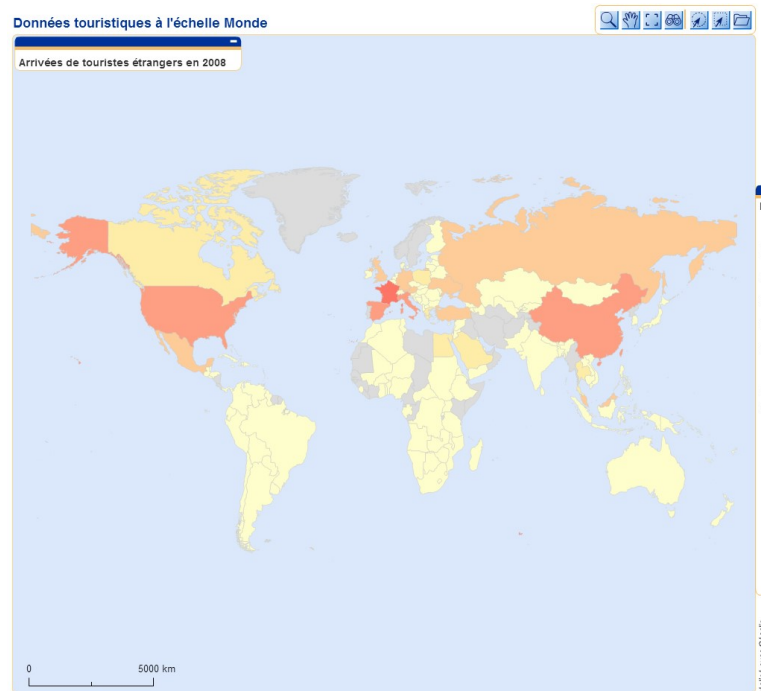 Données touristiques à l'échelle Monde
Arrivées de touristes étrangers en 2008
0 5000 km